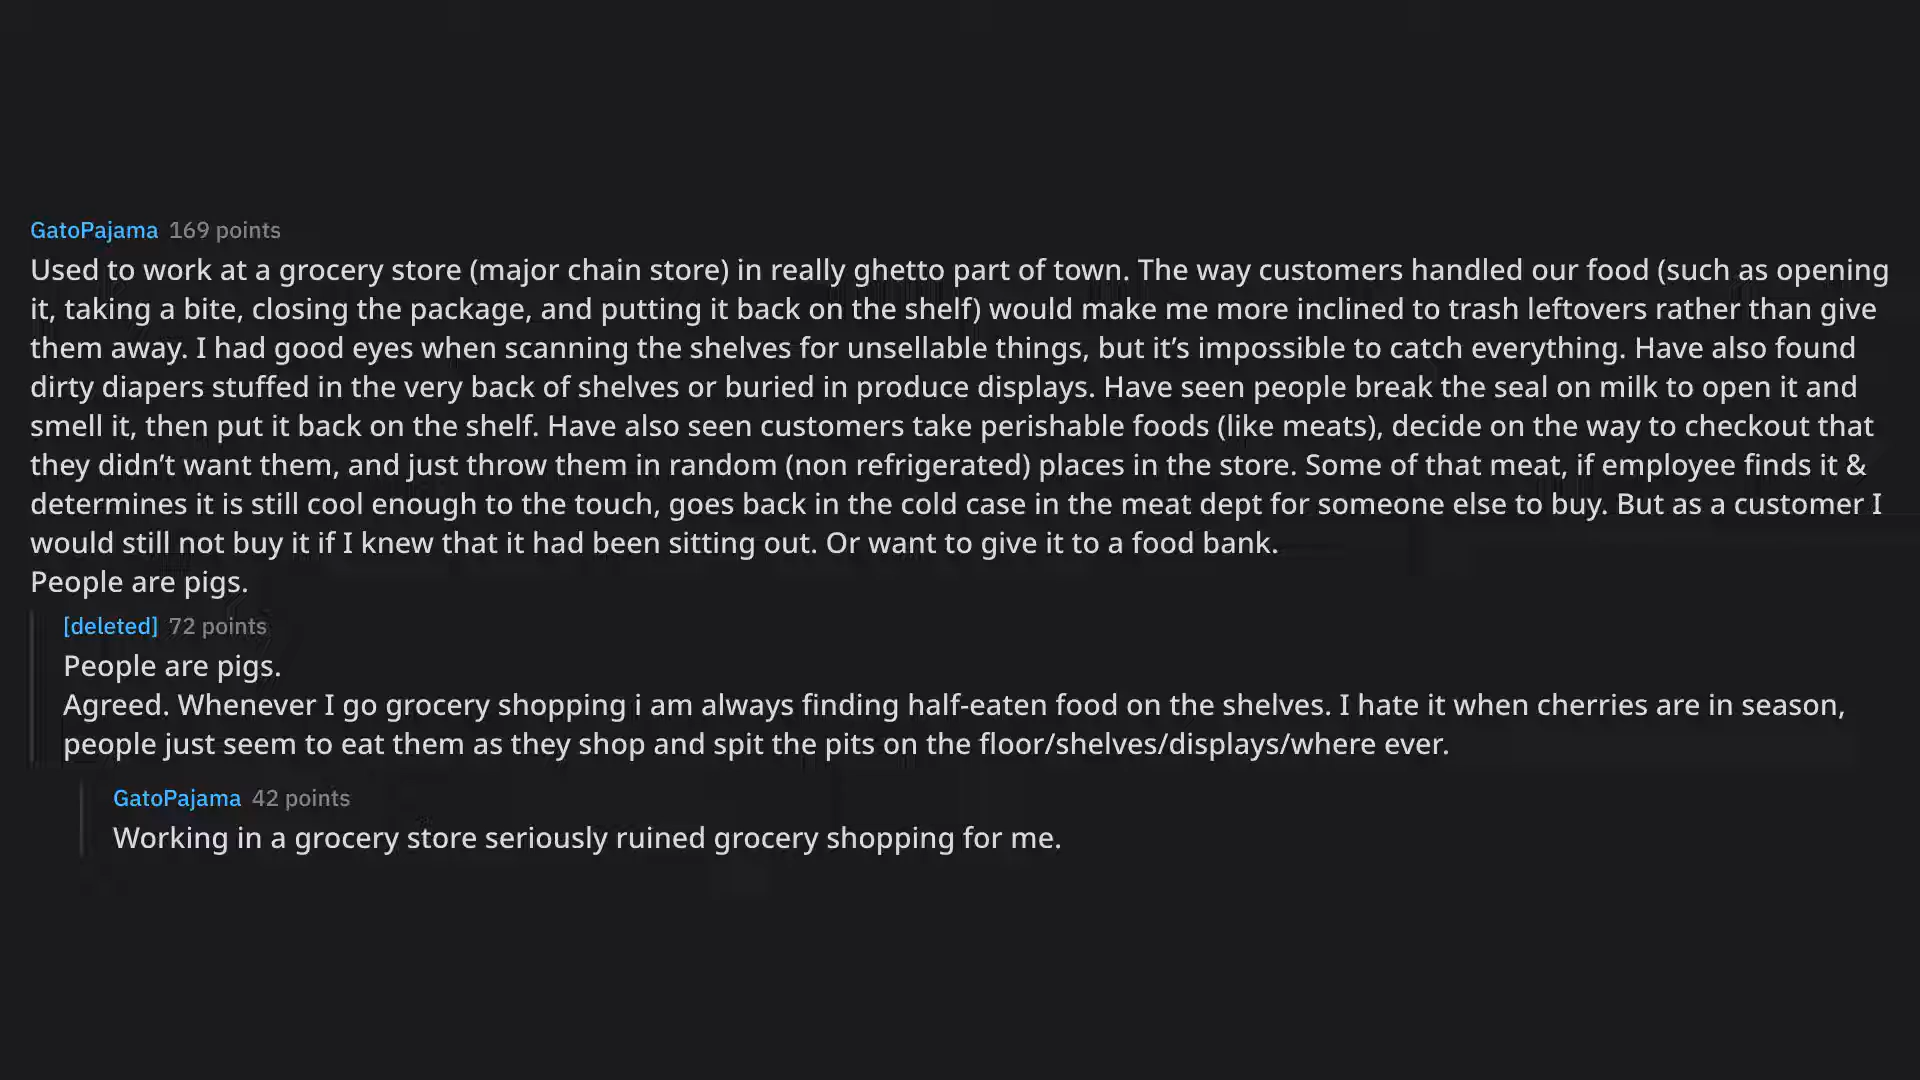 GatoPajama 169 points
Used to work at a grocery store (major chain store) in really ghetto part of town. The way customers handled our food (such as opening
it, taking a bite, closing the package, and putting it back on the shelf) would make me more inclined to trash leftovers rather than give
them away. I had good eyes when scanning the shelves for unsellable things, but it’s impossible to catch everything. Have also found
dirty diapers stuffed in the very back of shelves or buried in produce displays. Have seen people break the seal on milk to open it and
smell it, then put it back on the shelf. Have also seen customers take perishable foods (like meats), decide on the way to checkout that
they didn’t want them, and just throw them in random (non refrigerated) places in the store. Some of that meat, if employee finds it &
determines it is still cool enough to the touch, goes back in the cold case in the meat dept for someone else to buy. But as a customer I
would still not buy it if I knew that it had been sitting out. Or want to give it to a food bank.
People are pigs.
[deleted] 72 points
People are pigs.
Agreed. Whenever I go grocery shopping i am always finding half-eaten food on the shelves. I hate it when cherries are in season,
people just seem to eat them as they shop and spit the pits on the floor/shelves/displays/where ever.
GatoPajama 42 points
Working in a grocery store seriously ruined grocery shopping for me.